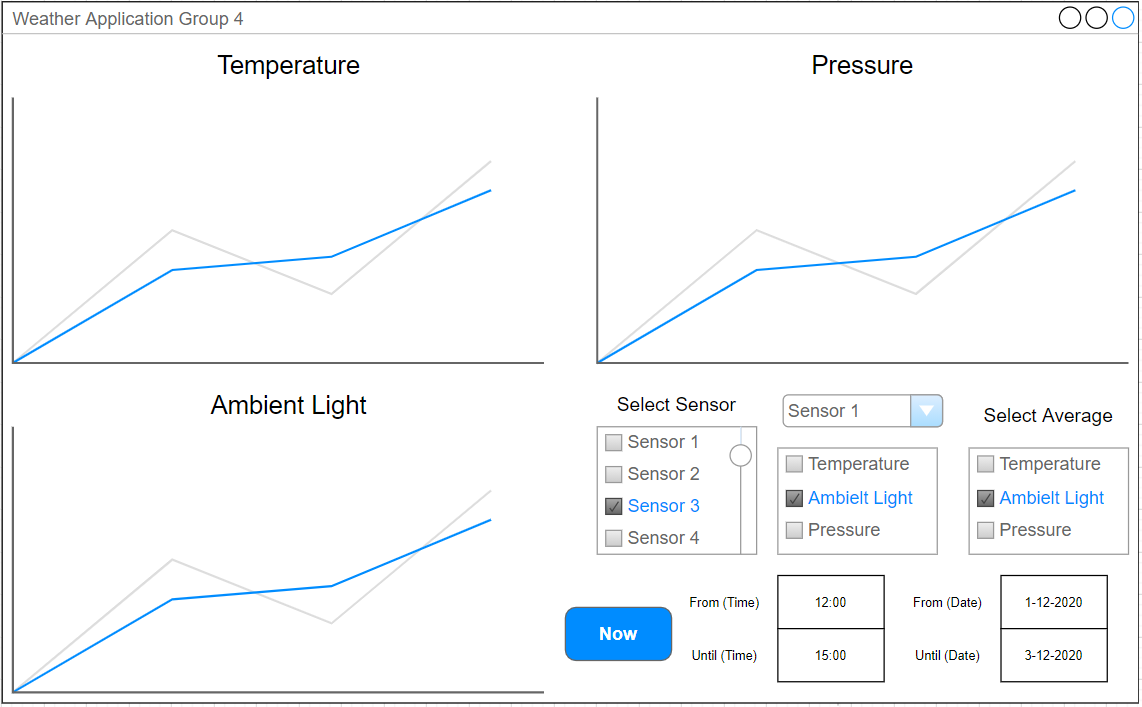 Weather Application Group 4
Temperature
Pressure
Ambient Light
Select Sensor
Sensor 1
Sensor 2
Sensor 3
Sensor 4
Sensor 1
Temperature
Ambielt Light
Pressure
Select Average
Temperature
Ambielt Light
Pressure
Now
From (Time)
12:00
From (Date)
1-12-2020
Until (Time)
15:00
Until (Date)
3-12-2020